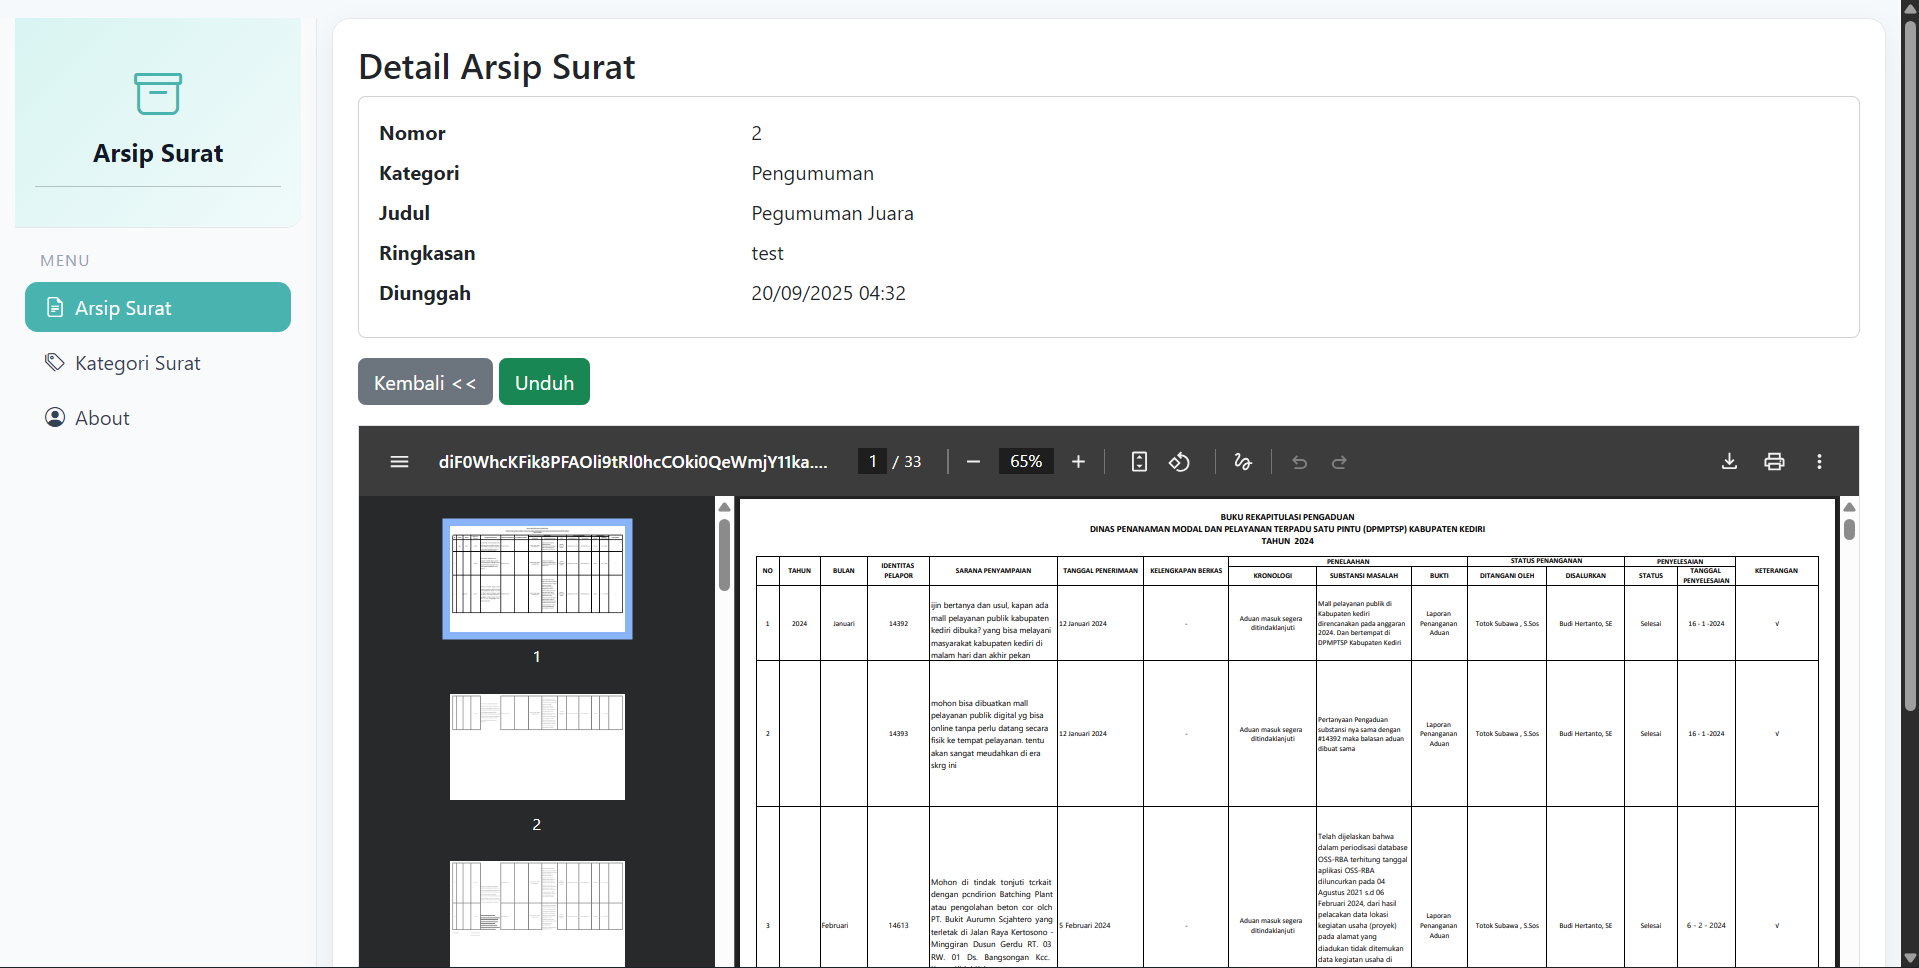 Arsip Surat
MENU
Arsip Surat
Kategori Surat
About
Detail Arsip Surat
Nomor 2
Kategori Pengumuman
Judul Pegumuman Juara
Ringkasan test
Diunggah 20/09/2025 04:32
Kembali <<
Unduh
diF0WhcKFik8PFAOli9tRl0hcCOki0QeWmjY11ka....
1 / 33
65%
1
2
BUKU REKAPITULASI PENGADUAN
DINAS PENANAMAN MODAL DAN PELAYANAN TERPADU SATU PINTU (DPMPTSP) KABUPATEN KEDIRI
TAHUN 2024
NO
TAHUN
BULAN
IDENTITAS
PELAPOR
SARANA PENYAMPAIAN
TANGGAL PENERIMAAN
KELENGKAPAN BERKAS
PENELAAHAN
KRONOLOGI
SUBSTANSI MASALAH
BUKTI
STATUS PENANGANAN
DITANGANI OLEH
DISALURKAN
PENYELESAIAN
STATUS
TANGGAL
PENYELESAIAN
KETERANGAN
1
2024
Januari
14392
ijin bertanya dan usul, kapan ada
mall pelayanan publik kabupaten
kediri dibuka? yang bisa melayani
masyarakat kabupaten kediri di
malam hari dan akhir pekan
12 Januari 2024
-
Aduan masuk segera
ditindaklanjuti
Mall pelayanan publik di
Kabupaten kediri
direncanakan pada anggaran
2024. Dan bertempat di
DPMPTSP Kabupaten Kediri
Laporan
Penanganan
Aduan
Totok Subawa , S.Sos
Budi Hertanto, SE
Selesai
16 - 1 -2024
√
2
14393
mohon bisa dibuatkan mall
pelayanan publik digital yg bisa
online tanpa perlu datang secara
fisik ke tempat pelayanan. tentu
akan sangat meudahkan di era
skrg ini
12 Januari 2024
-
Aduan masuk segera
ditindaklanjuti
Pertanyaan Pengaduan
substansi nya sama dengan
#14392 maka balasan aduan
dibuat sama
Laporan
Penanganan
Aduan
Totok Subawa , S.Sos
Budi Hertanto, SE
Selesai
16 - 1 -2024
√
3
Februari
14613
Mohon di tindak tonjuti tcrkait
dengan pcndirion Batching Plant
atau pengolahan beton cor olch
PT. Bukit Aurumn Scjahtero yang
terletak di Jalan Raya Kertosono -
Minggiran Dusun Gerdu RT. 03
RW. 01 Ds. Bangsongan Kcc.
5 Februari 2024
-
Aduan masuk segera
ditindaklanjuti
Telah dijelaskan bahwa
dalam periodisasi database
OSS-RBA terhitung tanggal
aplikasi OSS-RBA
diluncurkan pada 04
Agustus 2021 s.d 06
Februari 2024, dari hasil
pelacakan data lokasi
kegiatan usaha (proyek)
pada alamat yang
diadukan tidak ditemukan
data kegiatan usaha di
Laporan
Penanganan
Aduan
Totok Subawa , S.Sos
Budi Hertanto, SE
Selesai
6 - 2 - 2024
√